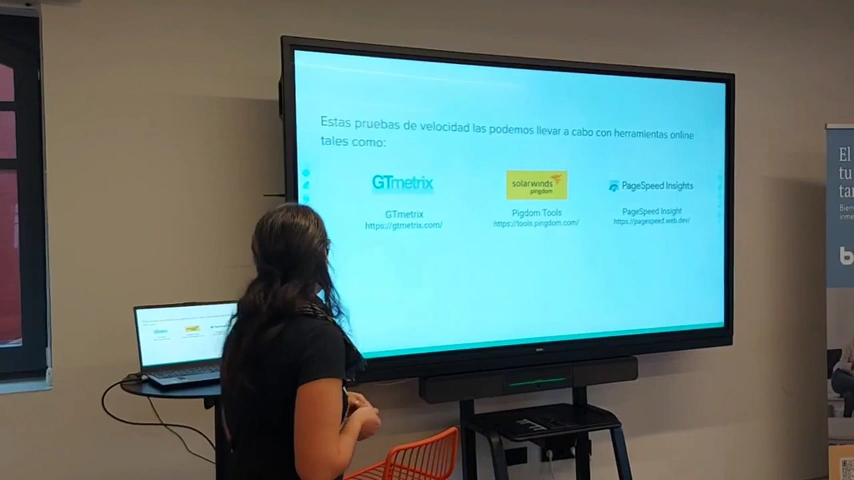 Estas pruebas de velocidad las podemos llevar a cabo con herramientas online
tales como:
GTmetrix
solarwinds
pingdom
PageSpeed Insights
GTmetrix
https://gtmetrix.com/
Pigdom Tools
https://tools.pingdom.com/
PageSpeed Insight
https://pagespeed.web.dev/
El
tu
tar
b